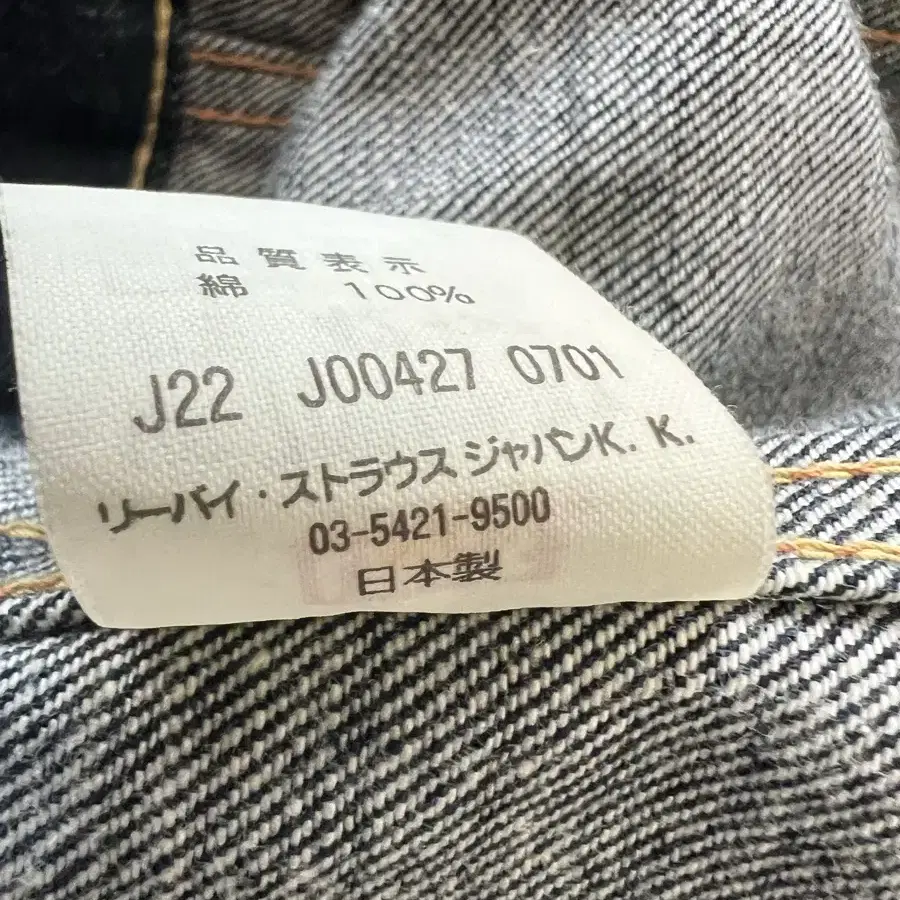 品質表示
綿 100%
J22 J00427 0701
リーバイ・ストラウス ジャパンK.K.
03-5421-9500
日本製